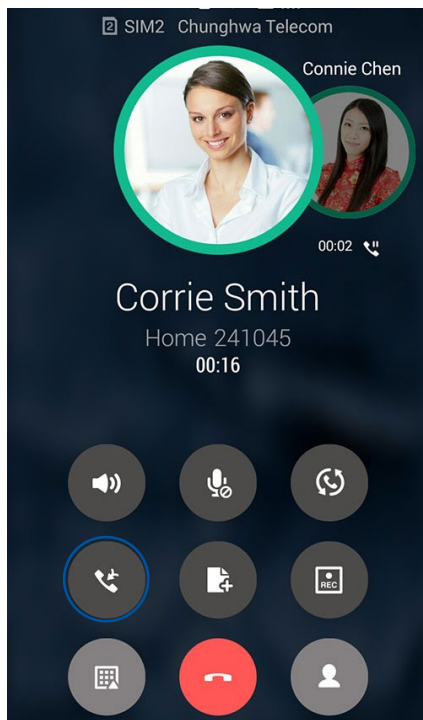 2 SIM2 Chunghwa Telecom
Connie Chen
00:02
Corrie Smith
Home 241045
00:16
REC